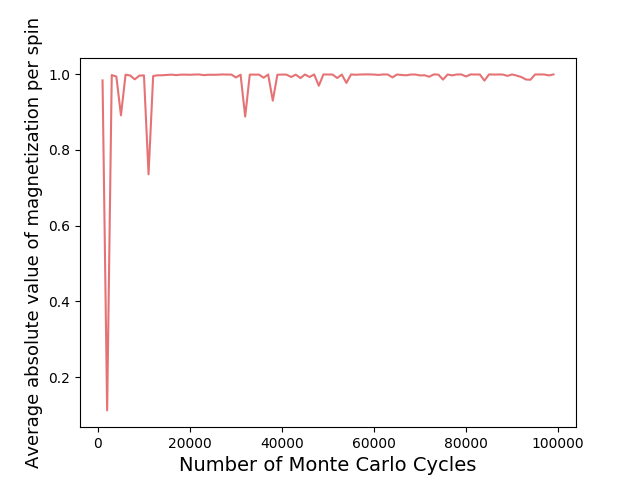 Average absolute value of magnetization per spin
1.0
0.8
0.6
0.4
0.2
0 20000 40000 60000 80000 100000
Number of Monte Carlo Cycles